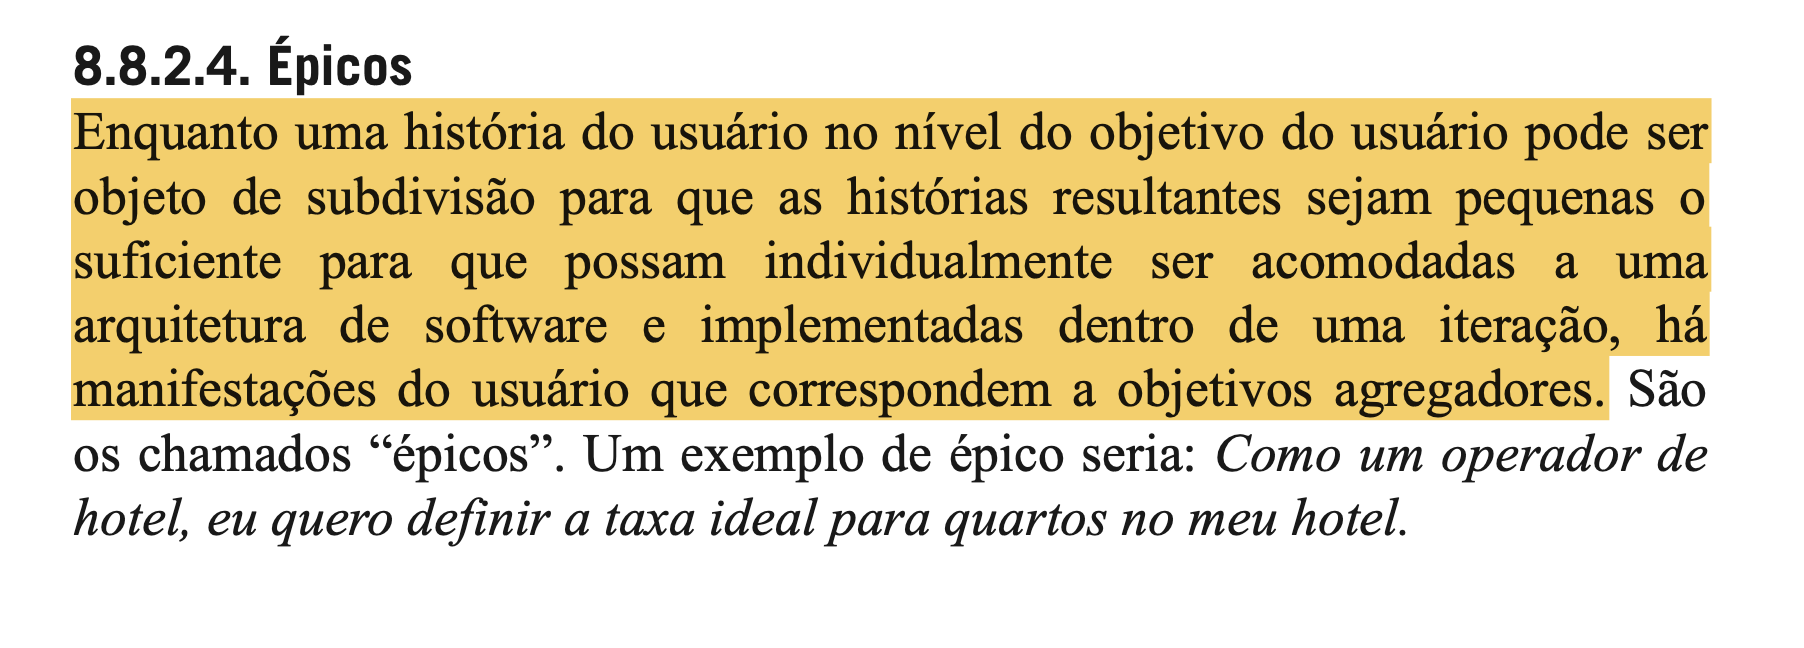 8.8.2.4. Épicos
Enquanto uma história do usuário no nível do objetivo do usuário pode ser
objeto de subdivisão para que as histórias resultantes sejam pequenas o
suficiente para que possam individualmente ser acomodadas a uma
arquitetura de software e implementadas dentro de uma iteração, há
manifestações do usuário que correspondem a objetivos agregadores. São
os chamados “épicos”. Um exemplo de épico seria: Como um operador de
hotel, eu quero definir a taxa ideal para quartos no meu hotel.